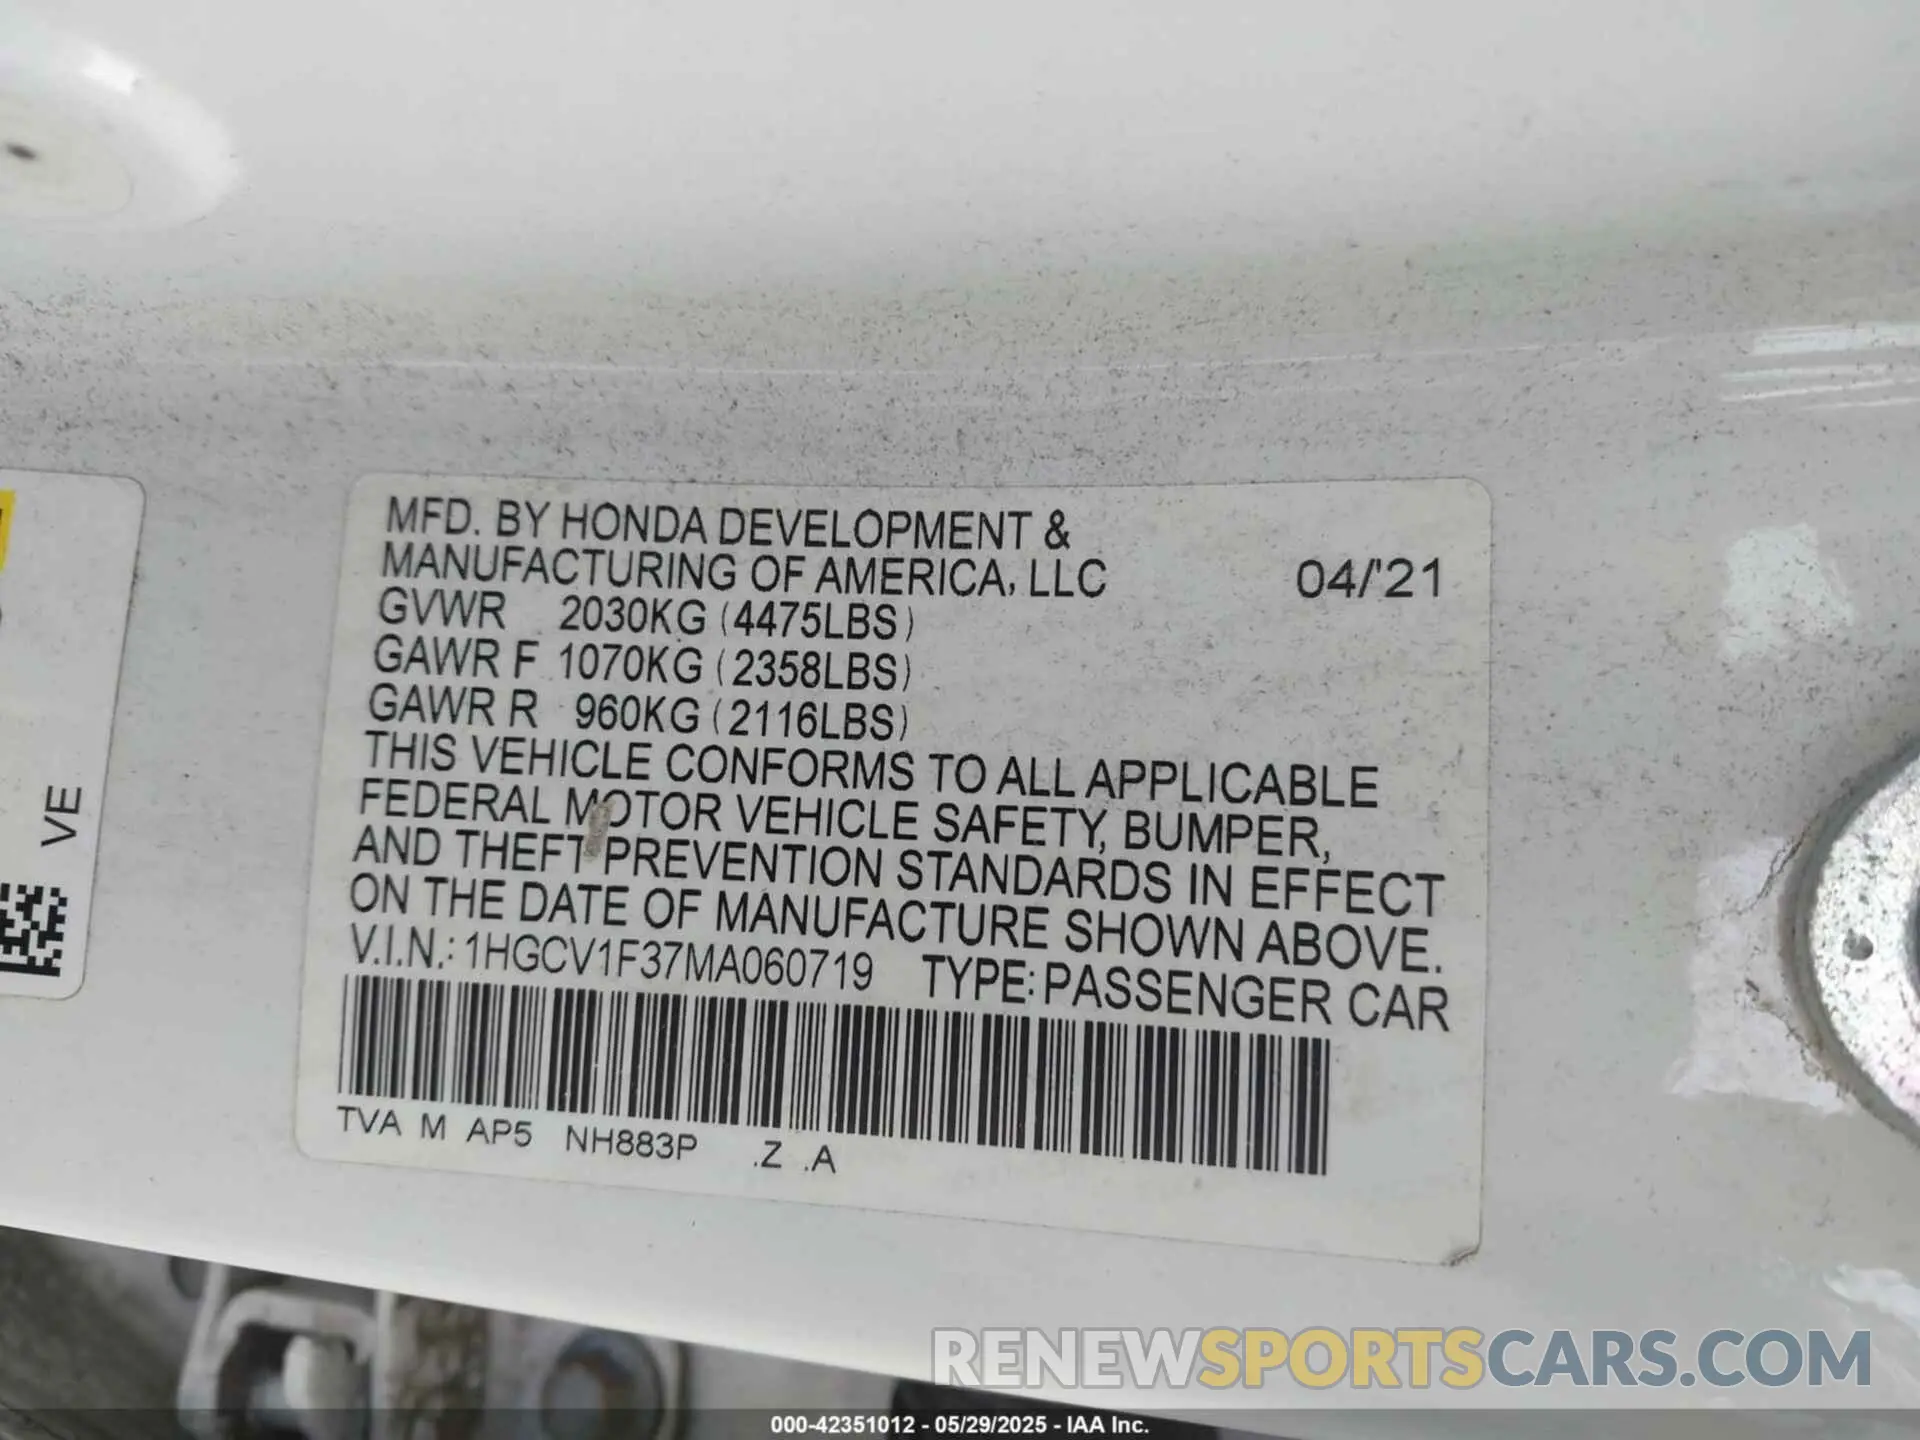 MFD. BY HONDA DEVELOPMENT &
MANUFACTURING OF AMERICA, LLC 04/'21
GVWR 2030KG (4475LBS)
GAWR F 1070KG (2358LBS)
GAWR R 960KG (2116LBS)
THIS VEHICLE CONFORMS TO ALL APPLICABLE
FEDERAL MOTOR VEHICLE SAFETY, BUMPER,
AND THEFT PREVENTION STANDARDS IN EFFECT
ON THE DATE OF MANUFACTURE SHOWN ABOVE.
V.I.N.: 1HGCV1F37MA060719 TYPE: PASSENGER CAR
TVA M AP5 NH883P .Z .A
VE
RENEWSPORTSCARS.COM
000-42351012 - 05/29/2025 - IAA Inc.